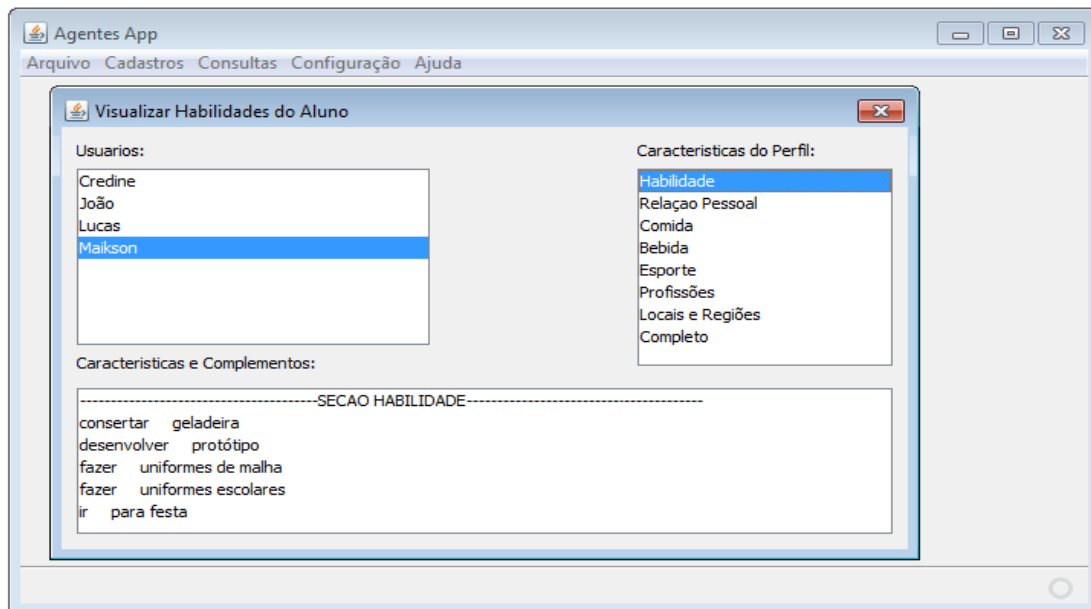 Agentes App
Arquivo Cadastros Consultas Configuração Ajuda
Visualizar Habilidades do Aluno
Usuarios:
Credine
João
Lucas
Maikson
Caracteristicas do Perfil:
Habilidade
Relaçao Pessoal
Comida
Bebida
Esporte
Profissões
Locais e Regiões
Completo
Caracteristicas e Complementos:
----------------------------------------SECAO HABILIDADE----------------------------------------
consertar geladeira
desenvolver protótipo
fazer uniformes de malha
fazer uniformes escolares
ir para festa